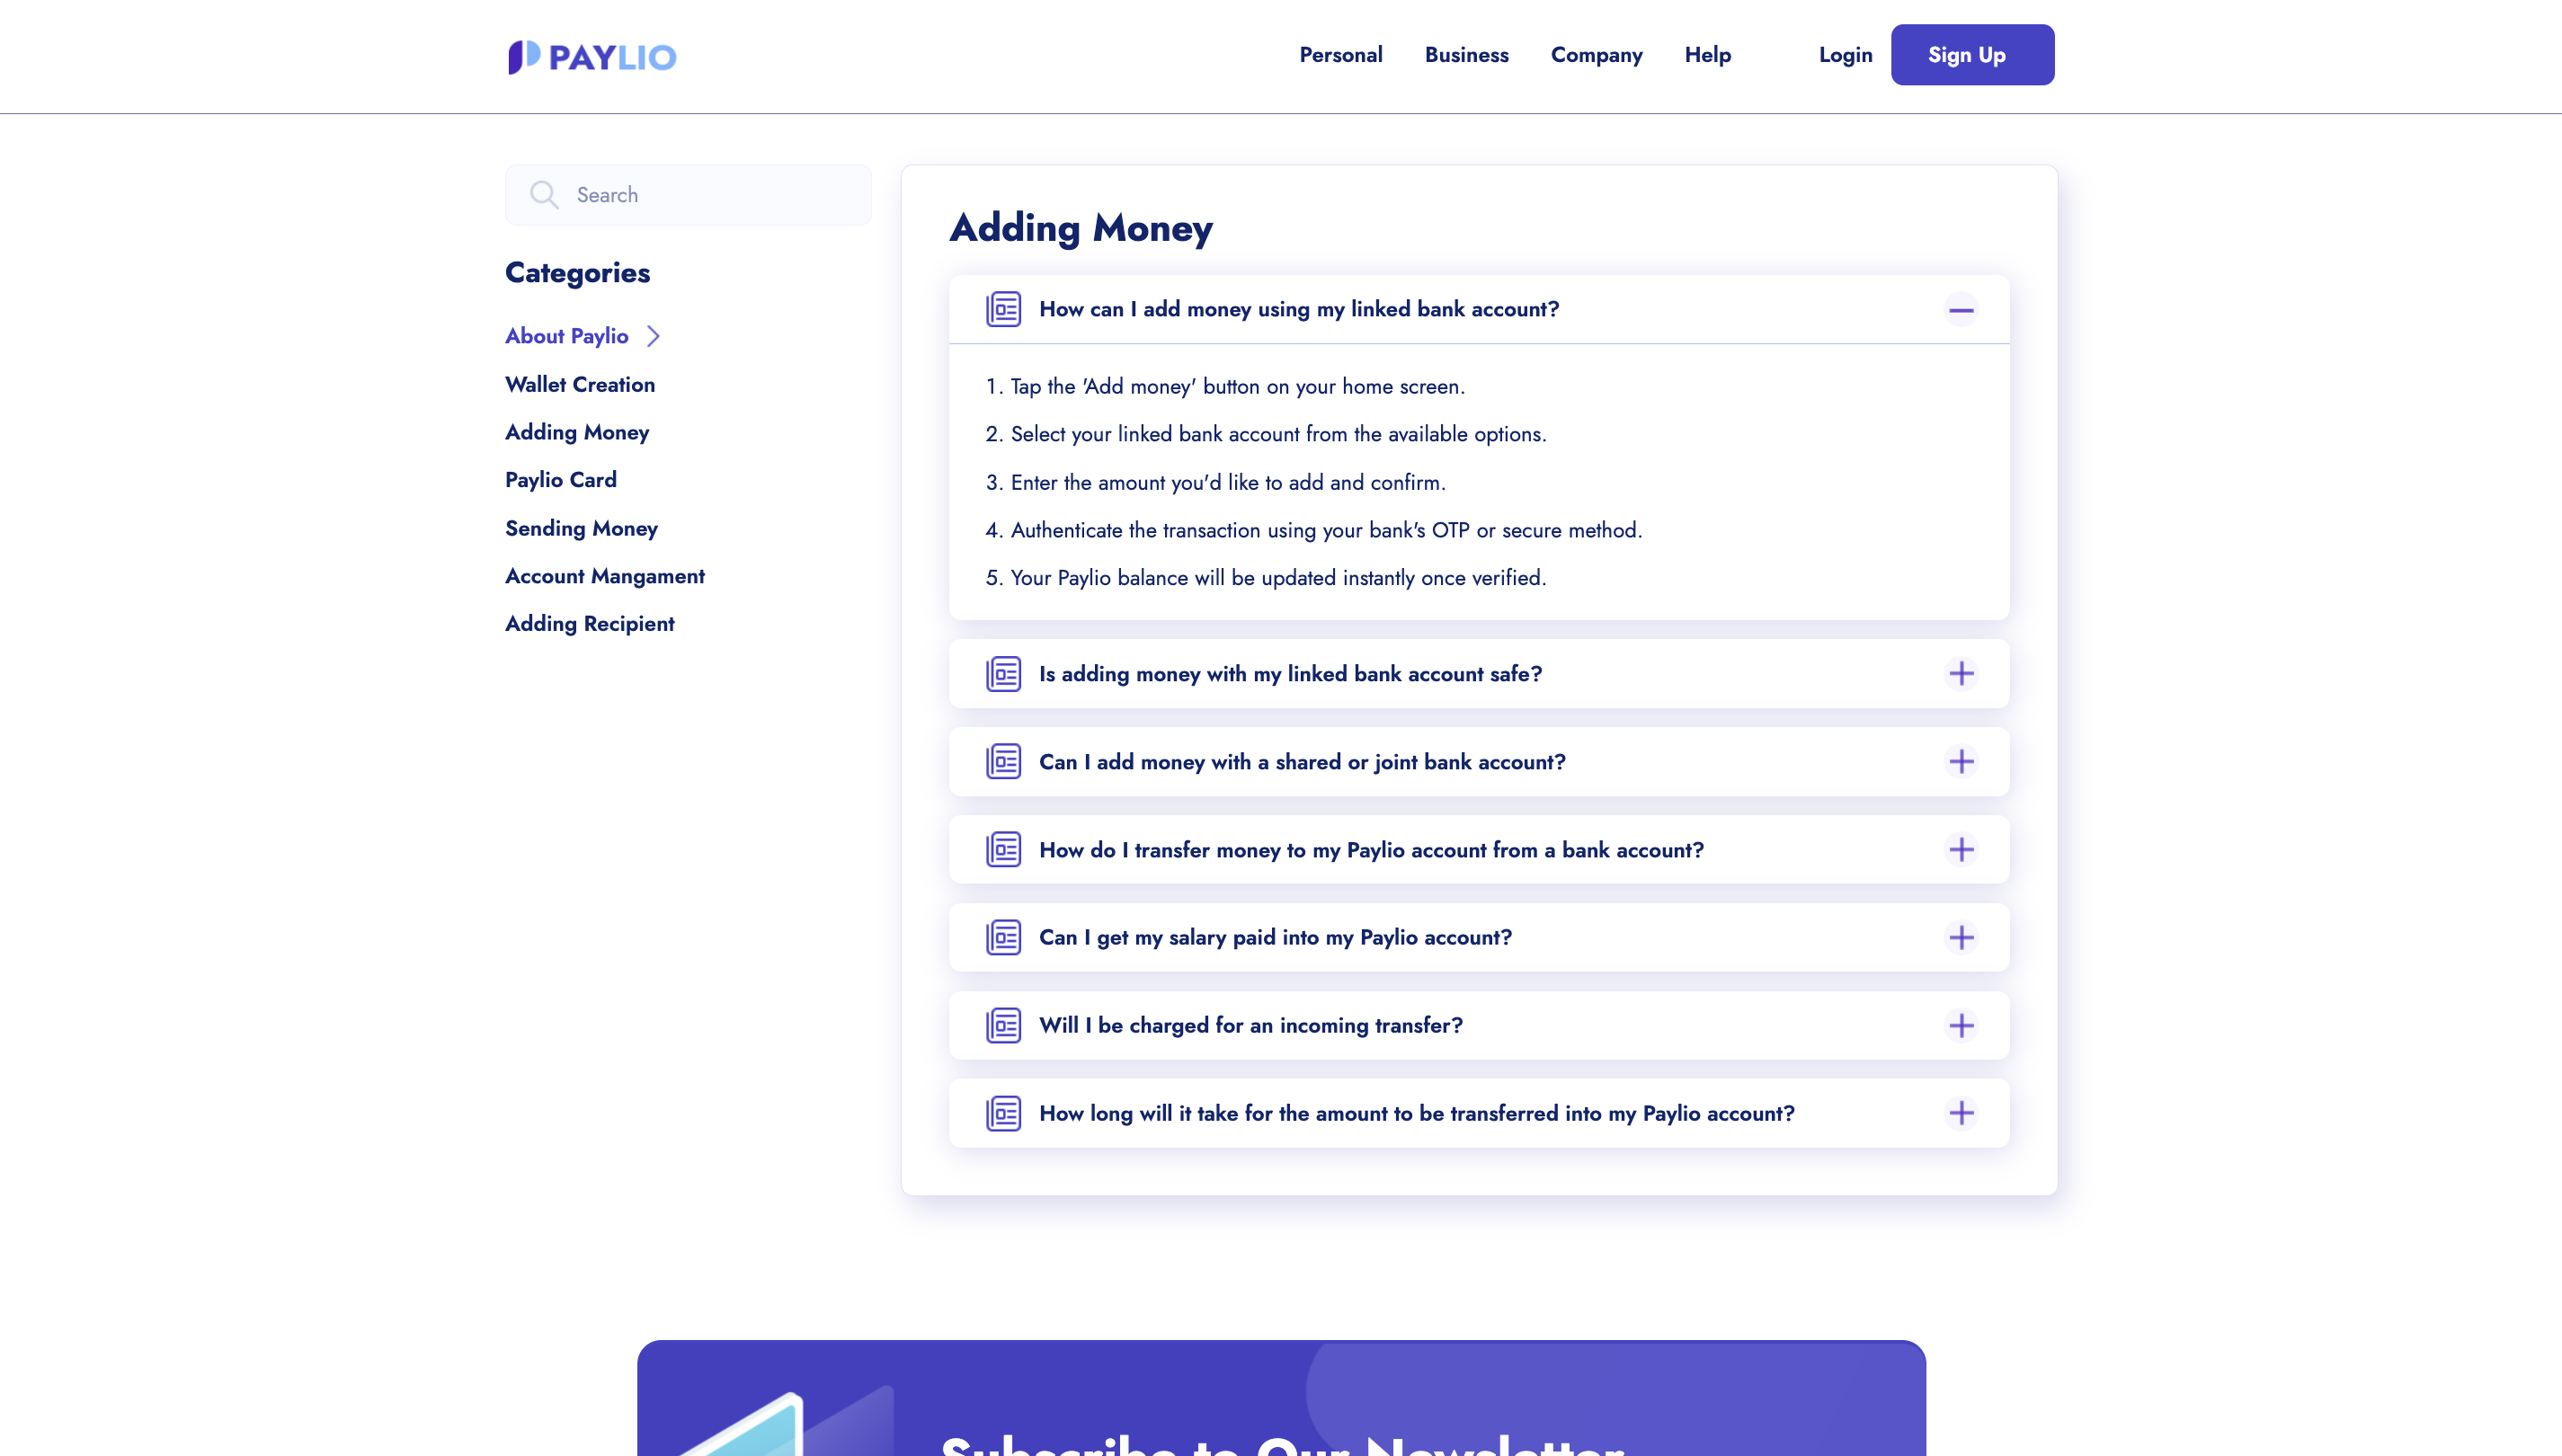 PAYLIO
Personal Business Company Help Login Sign Up
Search
Categories
About Paylio
Wallet Creation
Adding Money
Paylio Card
Sending Money
Account Mangament
Adding Recipient
Adding Money
How can I add money using my linked bank account?
1. Tap the 'Add money' button on your home screen.
2. Select your linked bank account from the available options.
3. Enter the amount you'd like to add and confirm.
4. Authenticate the transaction using your bank's OTP or secure method.
5. Your Paylio balance will be updated instantly once verified.
Is adding money with my linked bank account safe?
Can I add money with a shared or joint bank account?
How do I transfer money to my Paylio account from a bank account?
Can I get my salary paid into my Paylio account?
Will I be charged for an incoming transfer?
How long will it take for the amount to be transferred into my Paylio account?
Subscribe to Our Newsletter